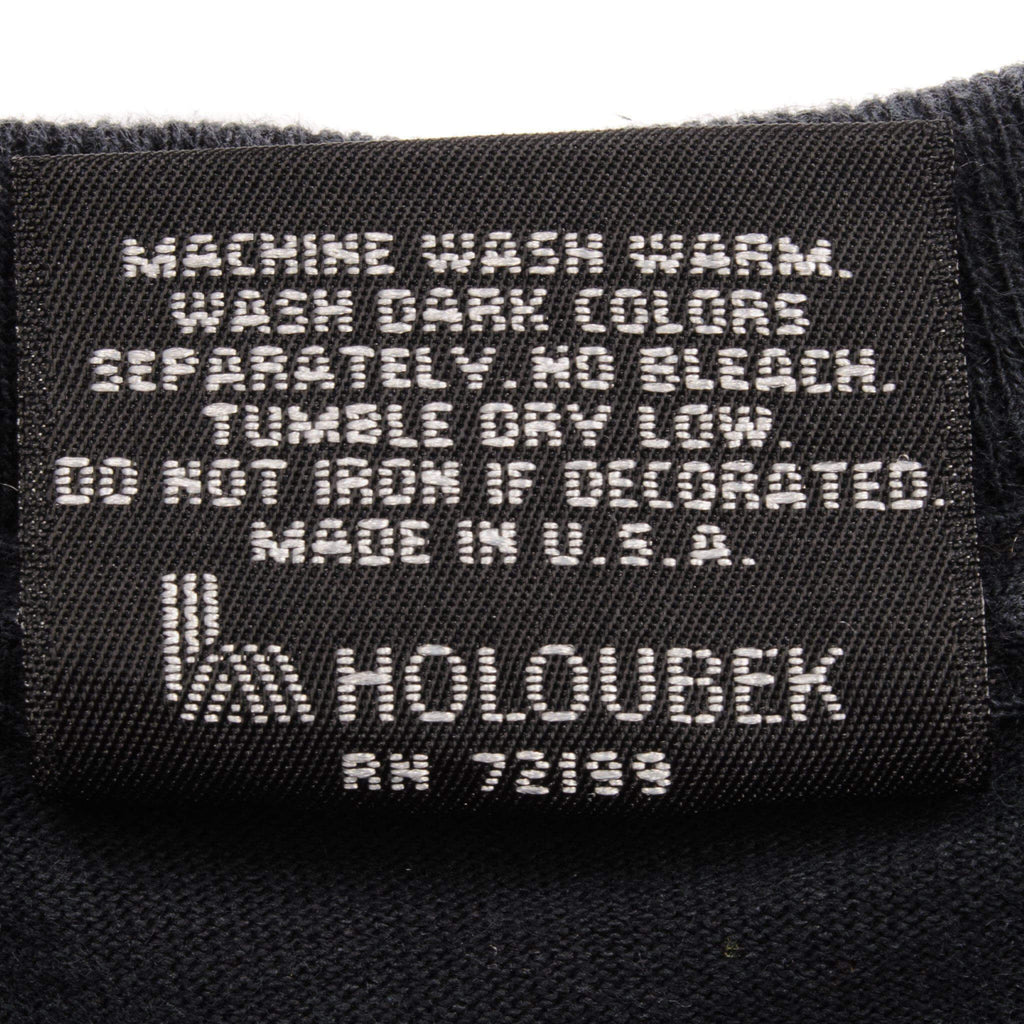 MACHINE WASH WARM.
WASH DARK COLORS
SEPARATELY. NO BLEACH.
TUMBLE DRY LOW.
DO NOT IRON IF DECORATED.
MADE IN U.S.A.
HOLOUBEK
RN 72199